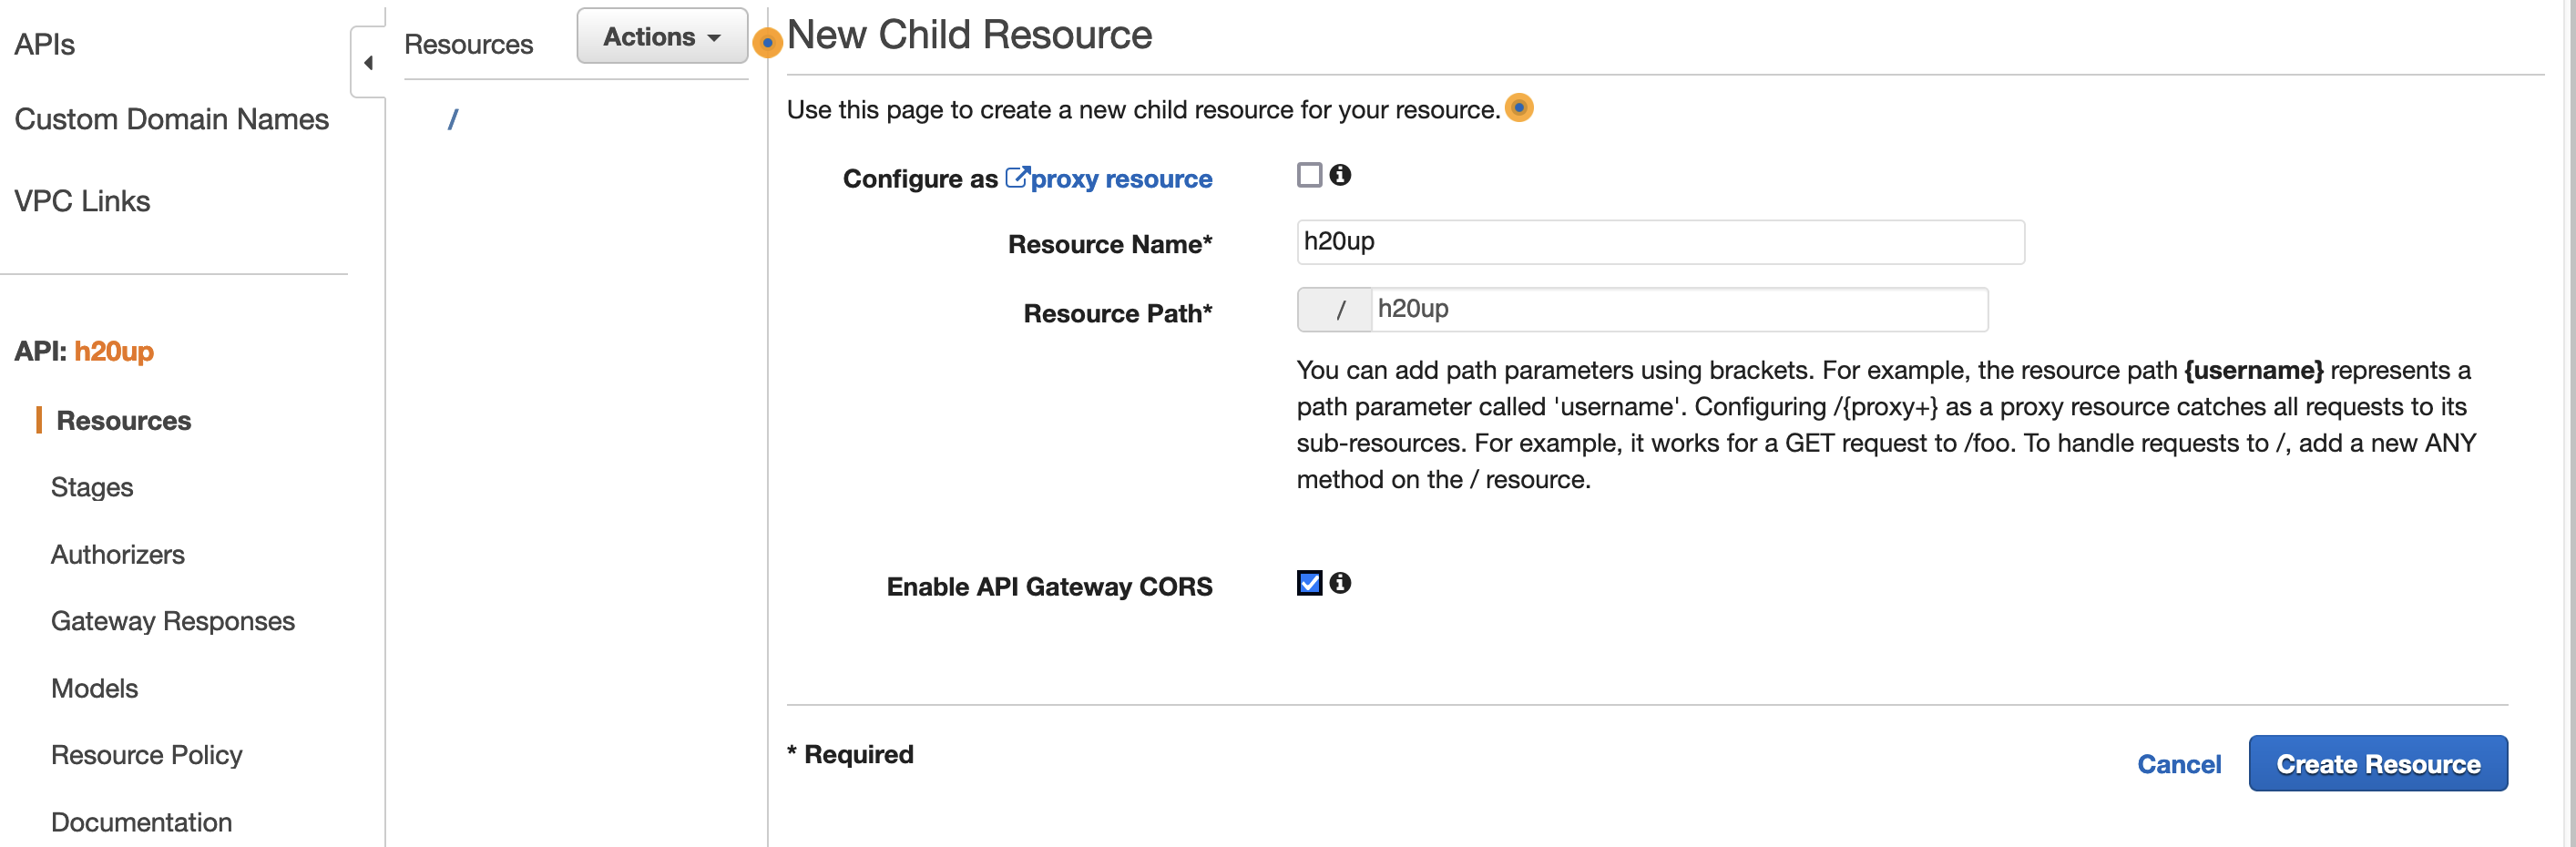 APIs
Custom Domain Names
VPC Links
API: h20up
Resources
Stages
Authorizers
Gateway Responses
Models
Resource Policy
Documentation
Resources
Actions
/
New Child Resource
Use this page to create a new child resource for your resource.
Configure as proxy resource
Resource Name*
h20up
Resource Path*
/ h20up
You can add path parameters using brackets. For example, the resource path {username} represents a
path parameter called 'username'. Configuring /{proxy+} as a proxy resource catches all requests to its
sub-resources. For example, it works for a GET request to /foo. To handle requests to /, add a new ANY
method on the / resource.
Enable API Gateway CORS
* Required
Cancel
Create Resource